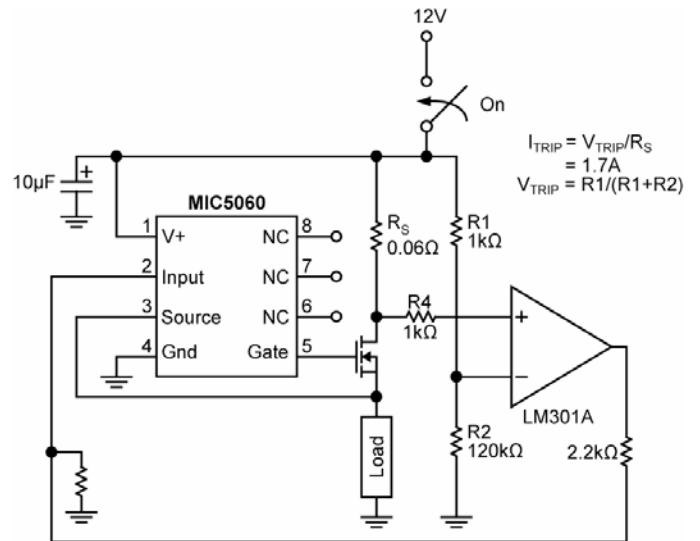 12V
On
I_TRIP = V_TRIP/R_S
= 1.7A
V_TRIP = R1/(R1+R2)
10μF
+
MIC5060
1
V+
NC
8
2
Input
NC
7
3
Source
NC
6
4
Gnd
Gate
5
R_S
0.06Ω
R1
1kΩ
R4
1kΩ
+
−
LM301A
R2
120kΩ
2.2kΩ
Load